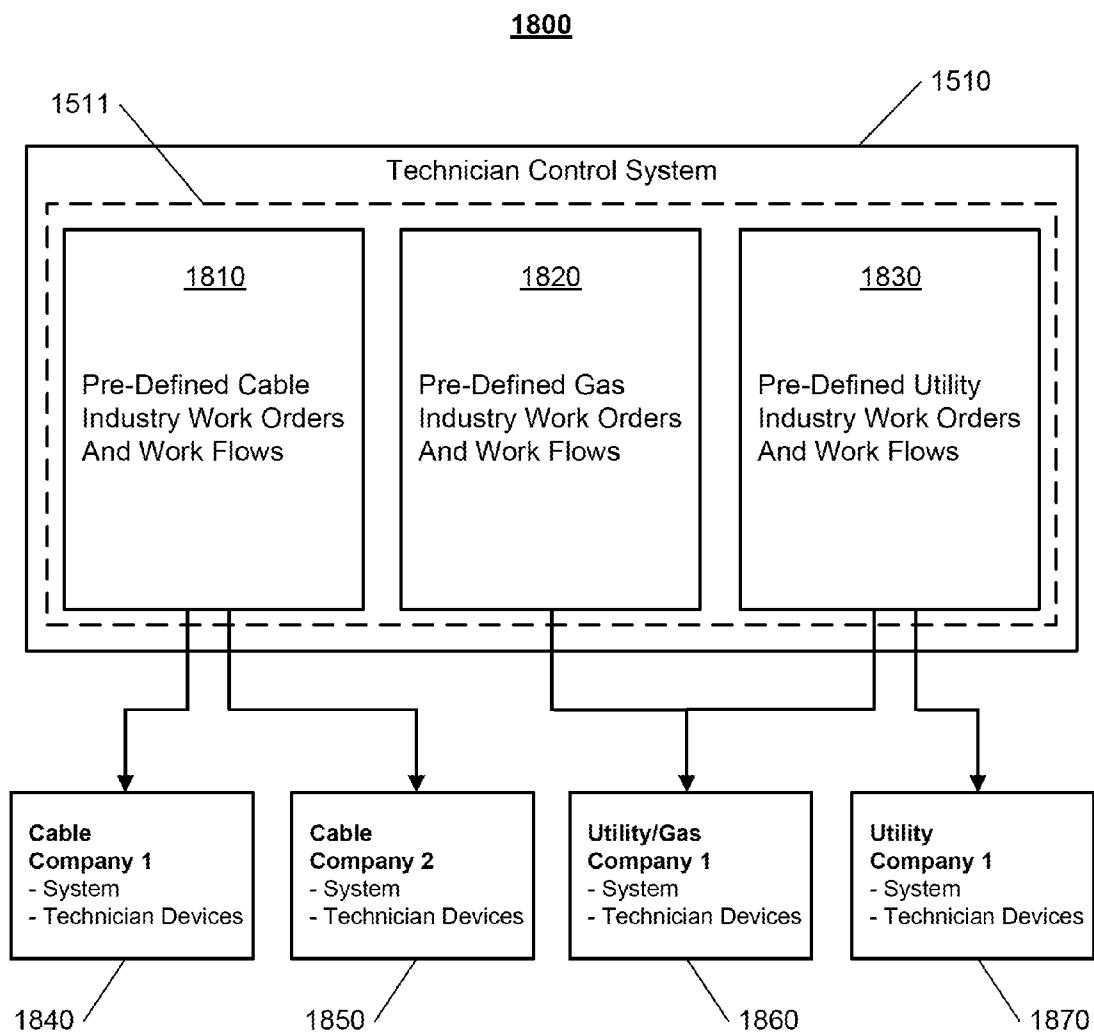 1800
1511
1510
Technician Control System
1810
Pre-Defined Cable
Industry Work Orders
And Work Flows
1820
Pre-Defined Gas
Industry Work Orders
And Work Flows
1830
Pre-Defined Utility
Industry Work Orders
And Work Flows
Cable
Company 1
- System
- Technician Devices
Cable
Company 2
- System
- Technician Devices
Utility/Gas
Company 1
- System
- Technician Devices
Utility
Company 1
- System
- Technician Devices
1840
1850
1860
1870